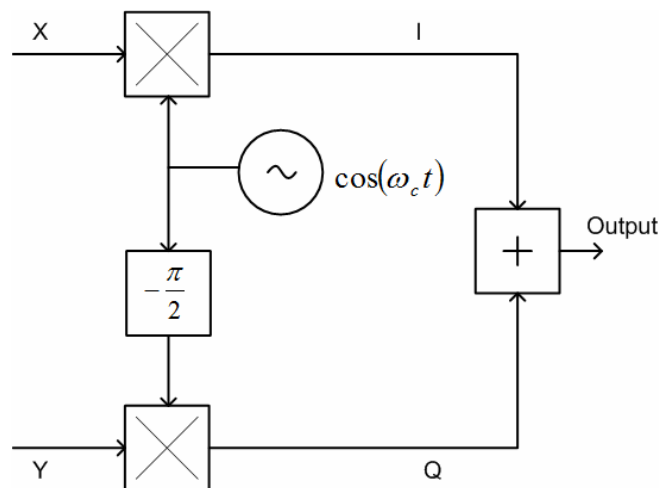 X
I
cos(ω_c t)
Output
+
-π/2
Y
Q